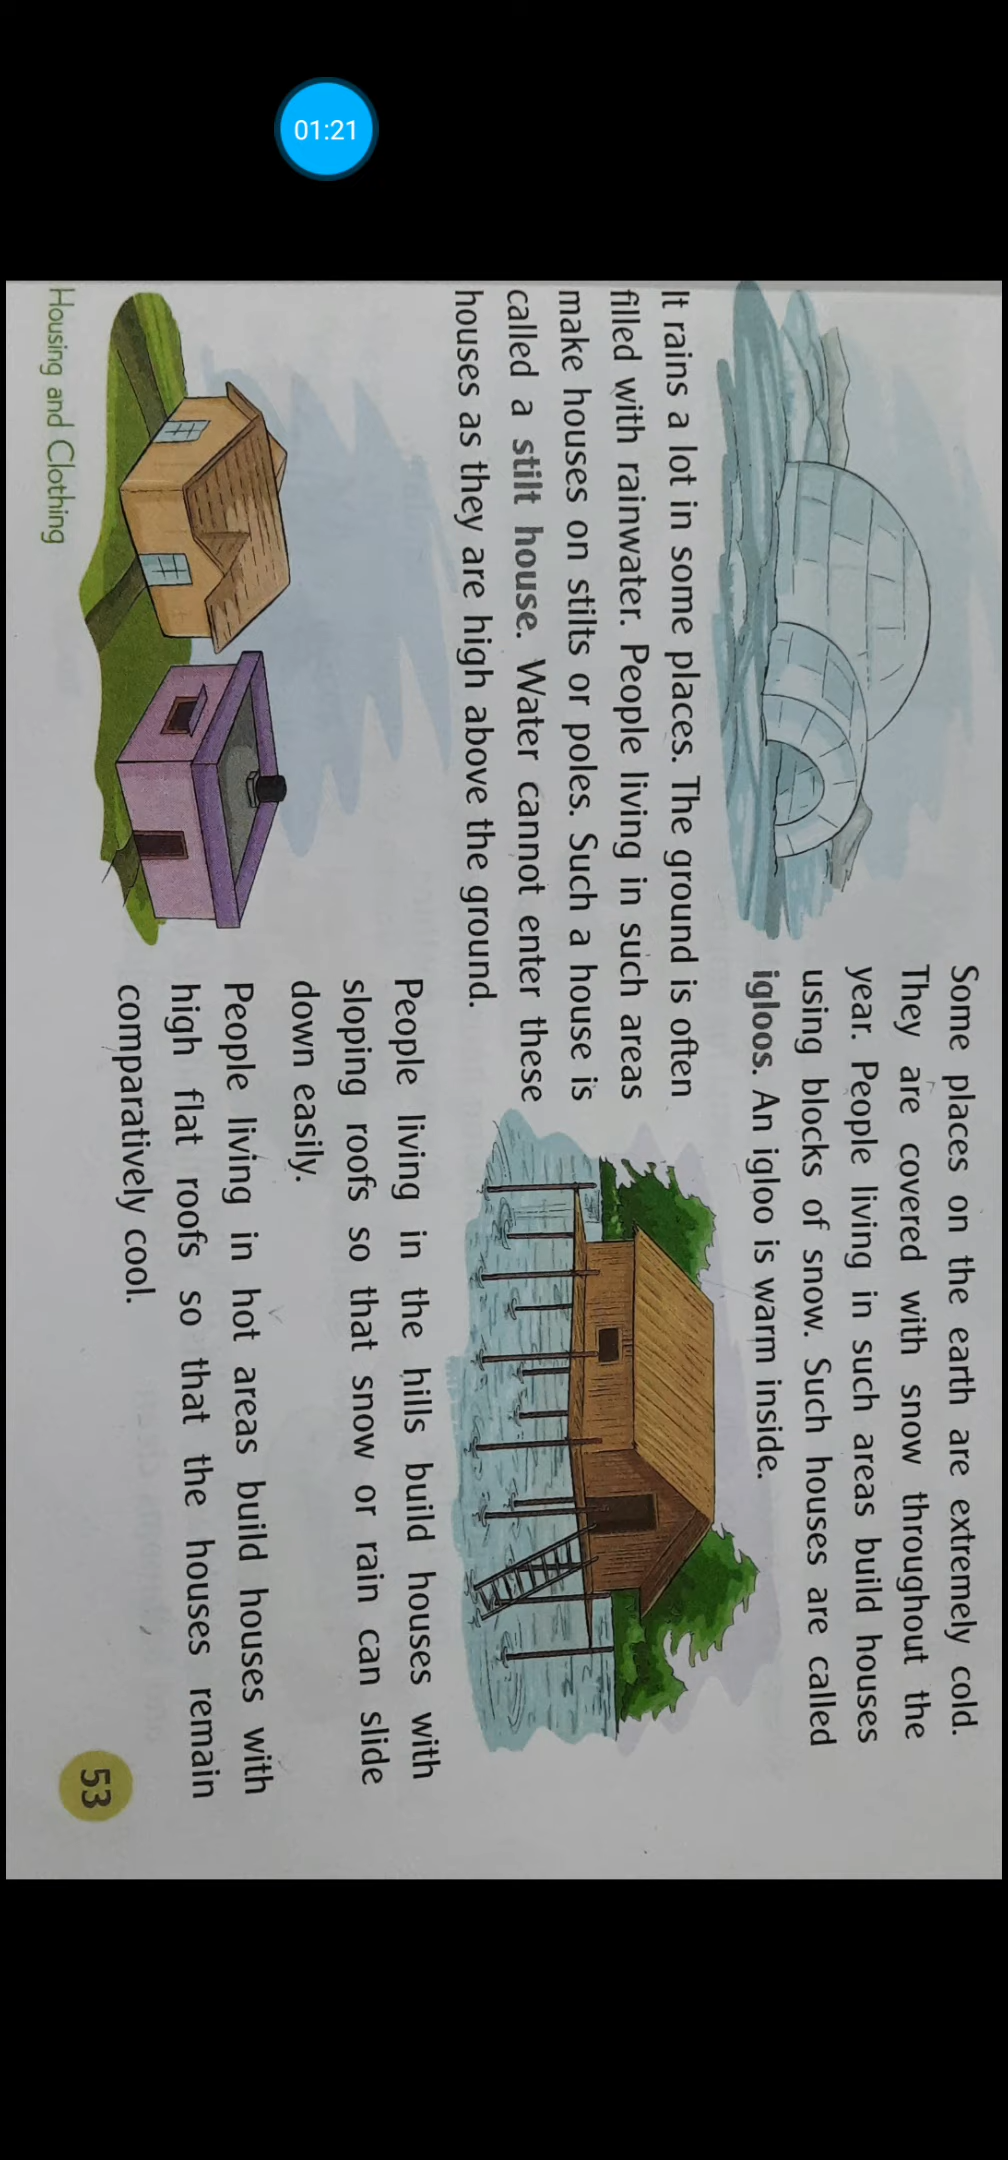 01:21
Some places on the earth are extremely cold.
They are covered with snow throughout the
year. People living in such areas build houses
using blocks of snow. Such houses are called
igloos. An igloo is warm inside.
It rains a lot in some places. The ground is often
filled with rainwater. People living in such areas
make houses on stilts or poles. Such a house is
called a stilt house. Water cannot enter these
houses as they are high above the ground.
People living in the hills build houses with
sloping roofs so that snow or rain can slide
down easily.
People living in hot areas build houses with
high flat roofs so that the houses remain
comparatively cool.
Housing and Clothing
53